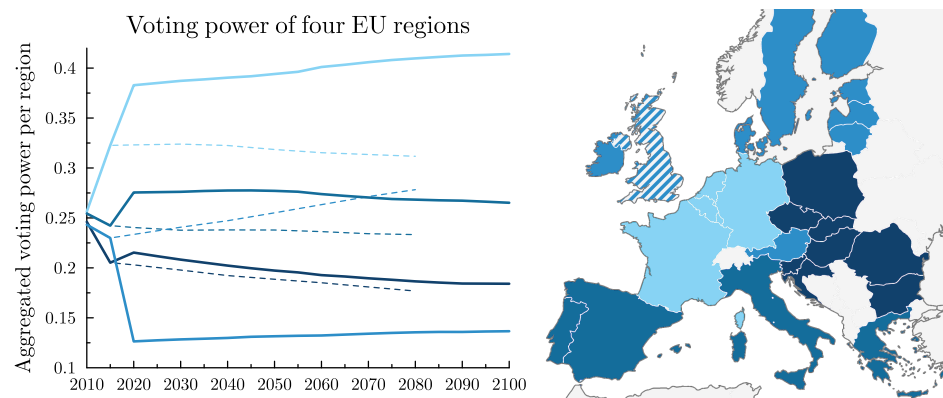 Voting power of four EU regions
Aggregated voting power per region
0.4
0.35
0.3
0.25
0.2
0.15
0.1
2010 2020 2030 2040 2050 2060 2070 2080 2090 2100